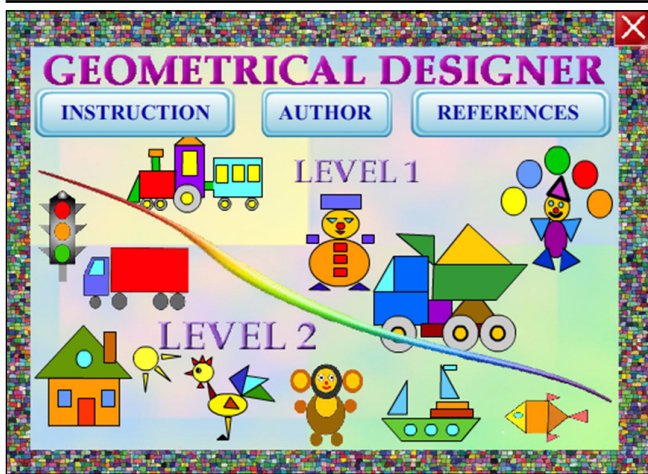 GEOMETRICAL DESIGNER
INSTRUCTION
AUTHOR
REFERENCES
LEVEL 1
LEVEL 2